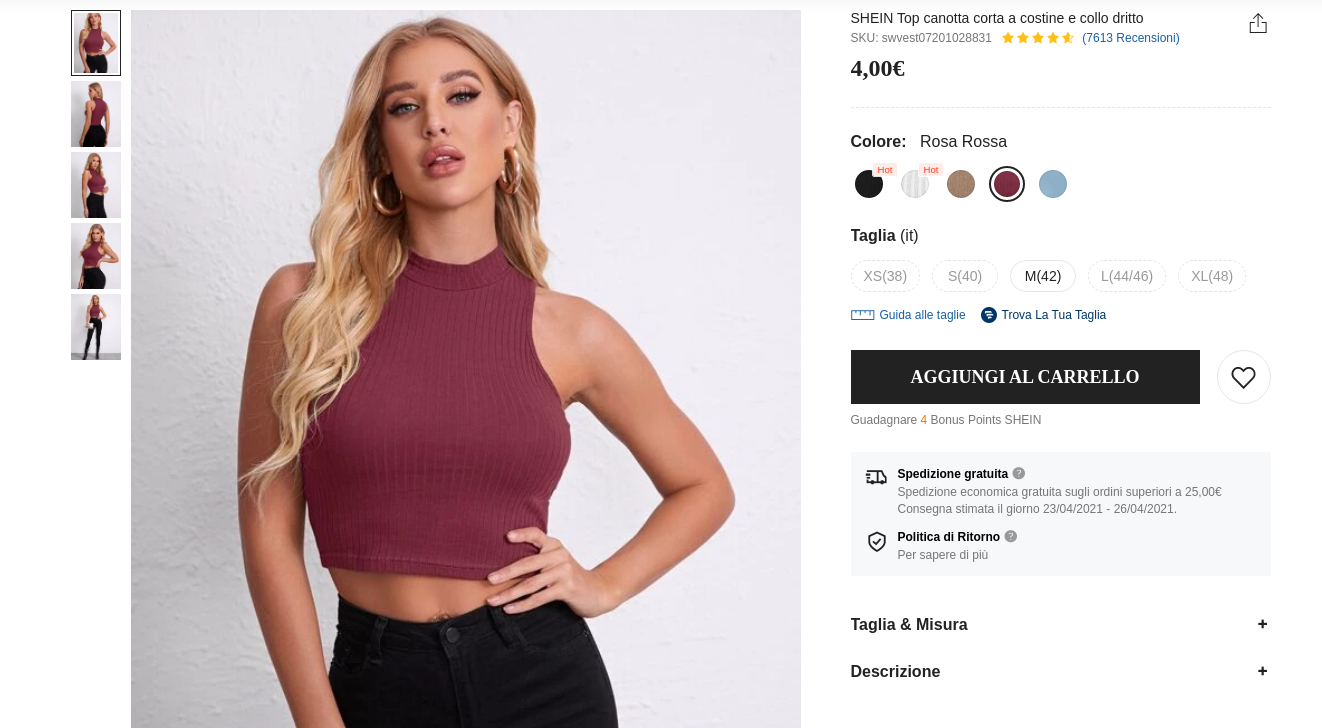 SHEIN Top canotta corta a costine e collo dritto
SKU: swvest07201028831 (7613 Recensioni)
4,00€
Colore: Rosa Rossa
Hot Hot
Taglia (it)
XS(38) S(40) M(42) L(44/46) XL(48)
Guida alle taglie Trova La Tua Taglia
AGGIUNGI AL CARRELLO
Guadagnare 4 Bonus Points SHEIN
Spedizione gratuita ?
Spedizione economica gratuita sugli ordini superiori a 25,00€
Consegna stimata il giorno 23/04/2021 - 26/04/2021.
Politica di Ritorno ?
Per sapere di più
Taglia & Misura +
Descrizione +